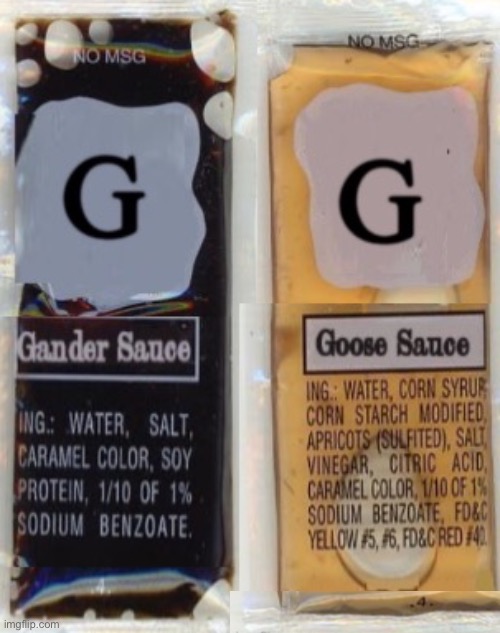 NO MSG
G
Gander Sauce
ING.: WATER, SALT,
CARAMEL COLOR, SOY
PROTEIN, 1/10 OF 1%
SODIUM BENZOATE.
NO MSG
G
Goose Sauce
ING.: WATER, CORN SYRUP,
CORN STARCH MODIFIED,
APRICOTS (SULFITED), SALT,
VINEGAR, CITRIC ACID,
CARAMEL COLOR, 1/10 OF 1%
SODIUM BENZOATE, FD&C
YELLOW #5, #6, FD&C RED #40.
.4.
imgflip.com